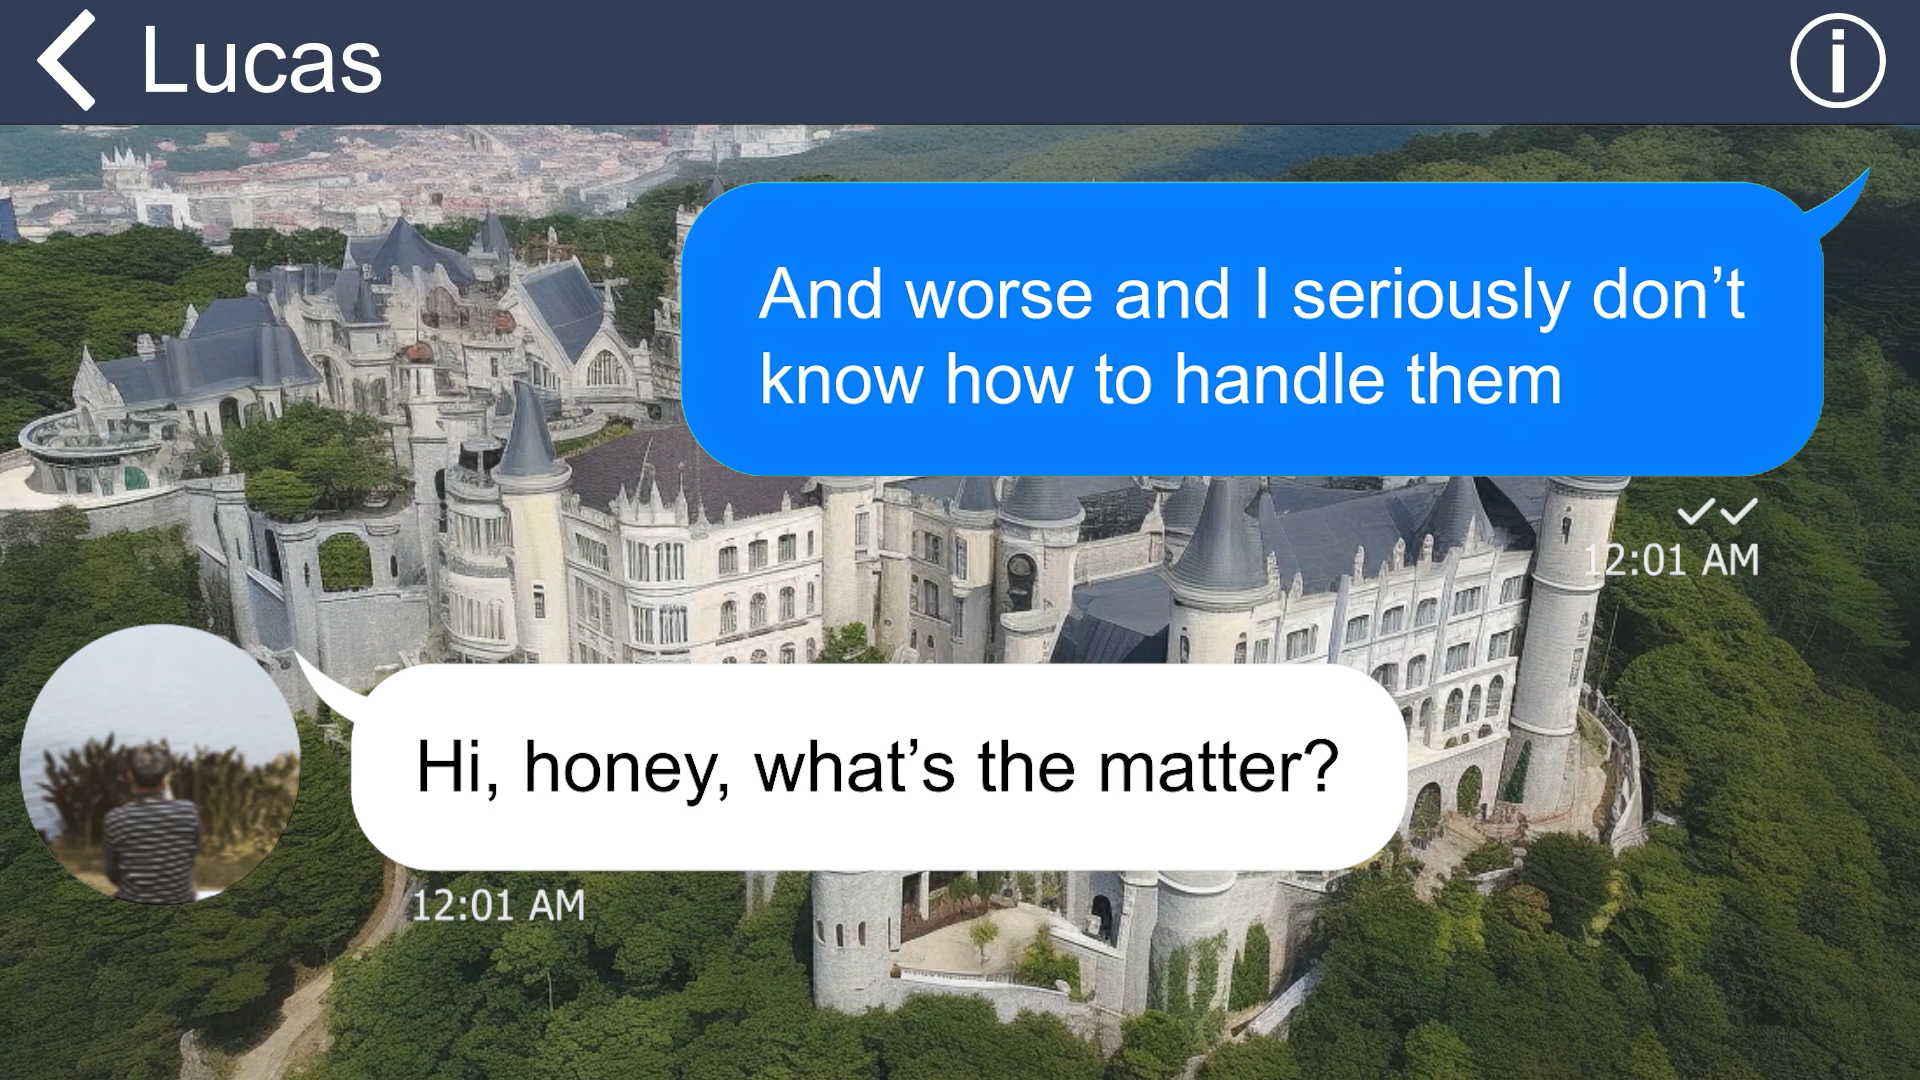 Lucas
And worse and I seriously don’t
know how to handle them
12:01 AM
Hi, honey, what’s the matter?
12:01 AM